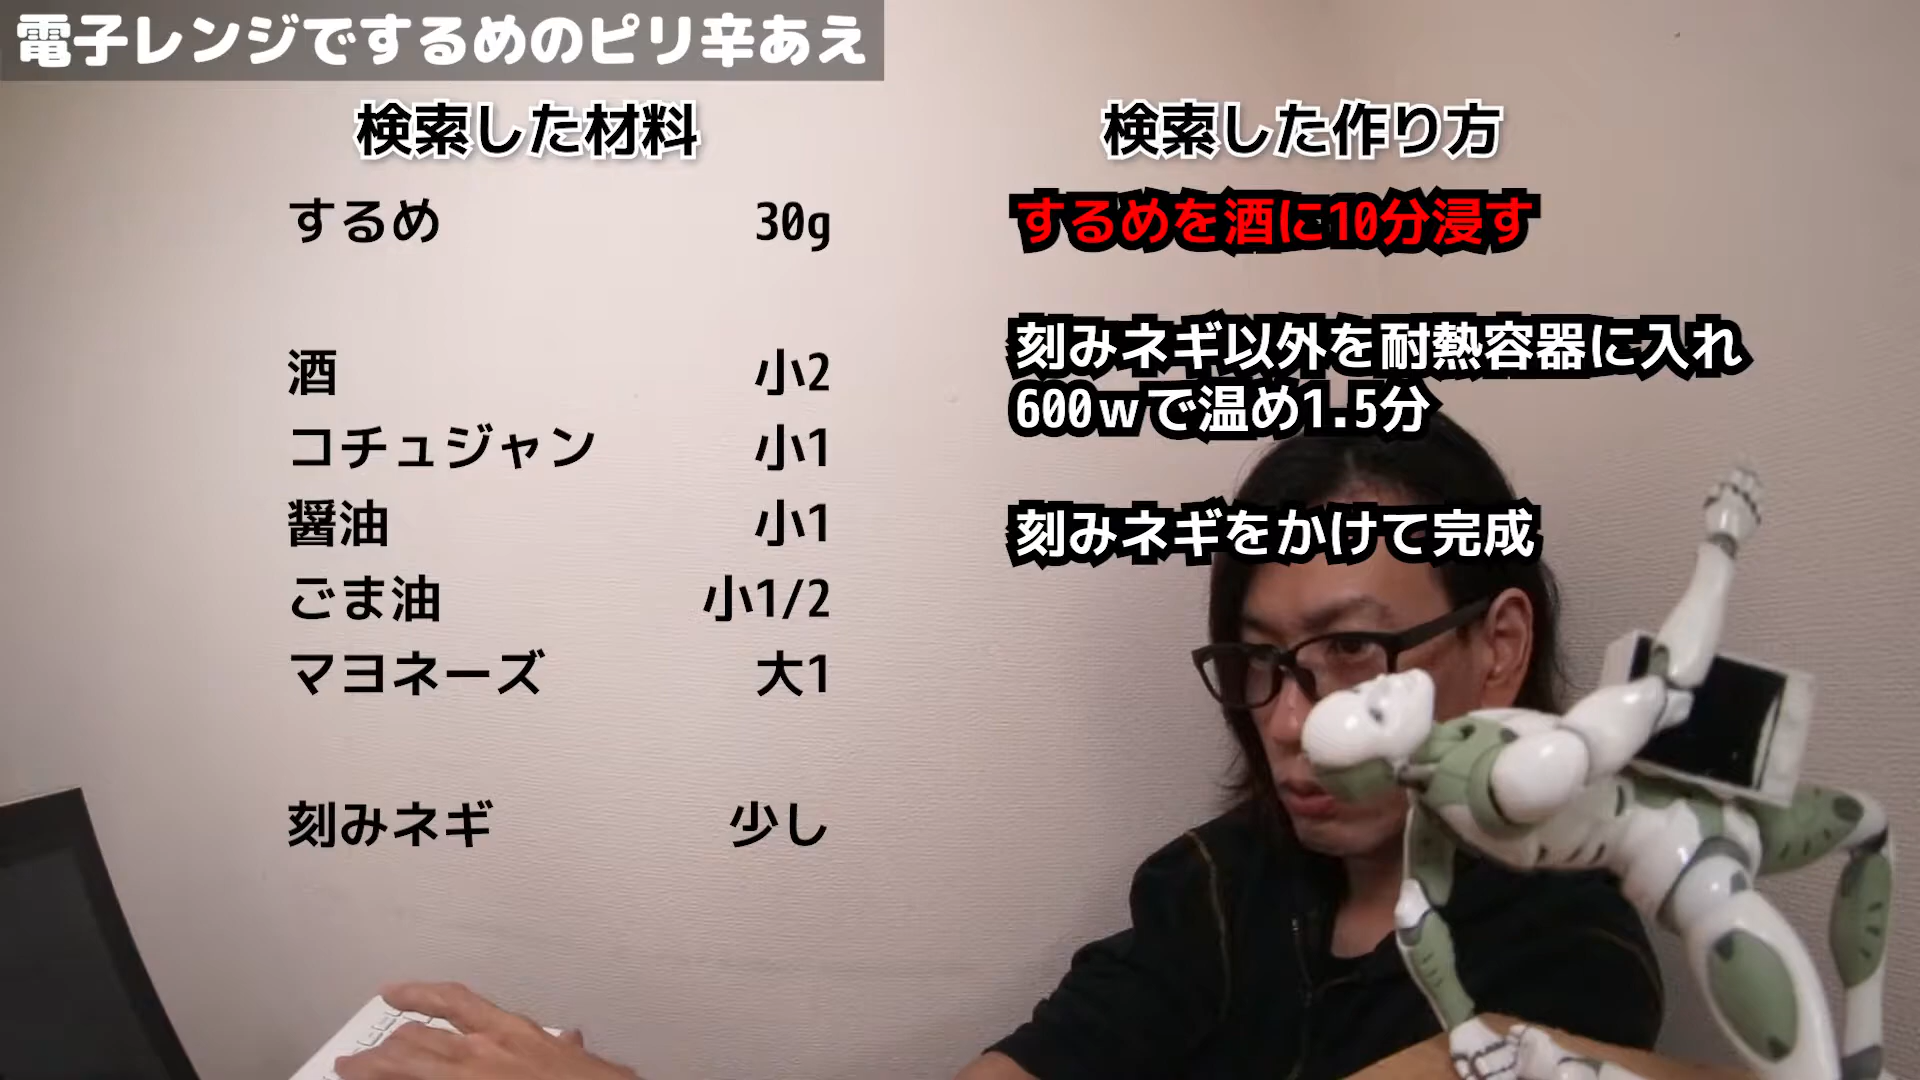 電子レンジでするめのピリ辛あえ
検索した材料
するめ 30g
酒 小2
コチュジャン 小1
醤油 小1
ごま油 小1/2
マヨネーズ 大1
刻みネギ 少し
検索した作り方
するめを酒に10分浸す
刻みネギ以外を耐熱容器に入れ
600wで温め1.5分
刻みネギをかけて完成